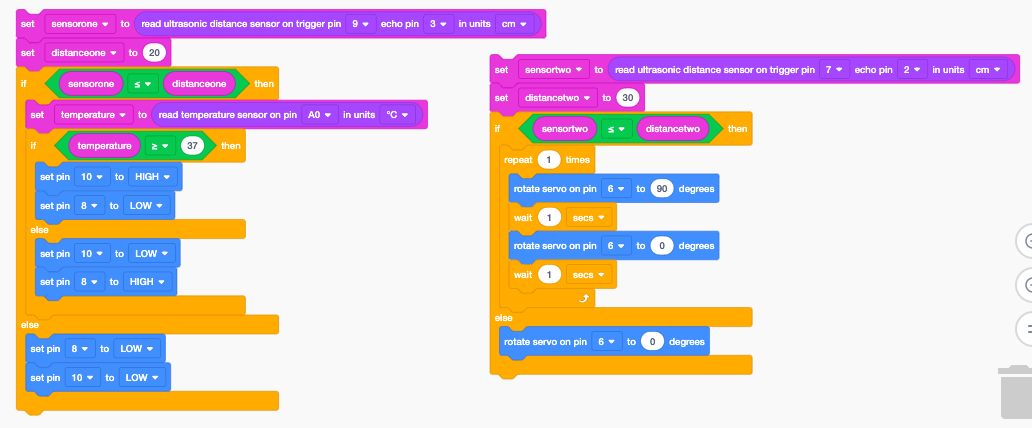 set sensorone to read ultrasonic distance sensor on trigger pin 9 echo pin 3 in units cm
set distanceone to 20
if sensorone ≤ distanceone then
set temperature to read temperature sensor on pin A0 in units °C
if temperature ≥ 37 then
set pin 10 to HIGH
set pin 8 to LOW
else
set pin 10 to LOW
set pin 8 to HIGH
else
set pin 8 to LOW
set pin 10 to LOW
set sensortwo to read ultrasonic distance sensor on trigger pin 7 echo pin 2 in units cm
set distancetwo to 30
if sensortwo ≤ distancetwo then
repeat 1 times
rotate servo on pin 6 to 90 degrees
wait 1 secs
rotate servo on pin 6 to 0 degrees
wait 1 secs
else
rotate servo on pin 6 to 0 degrees